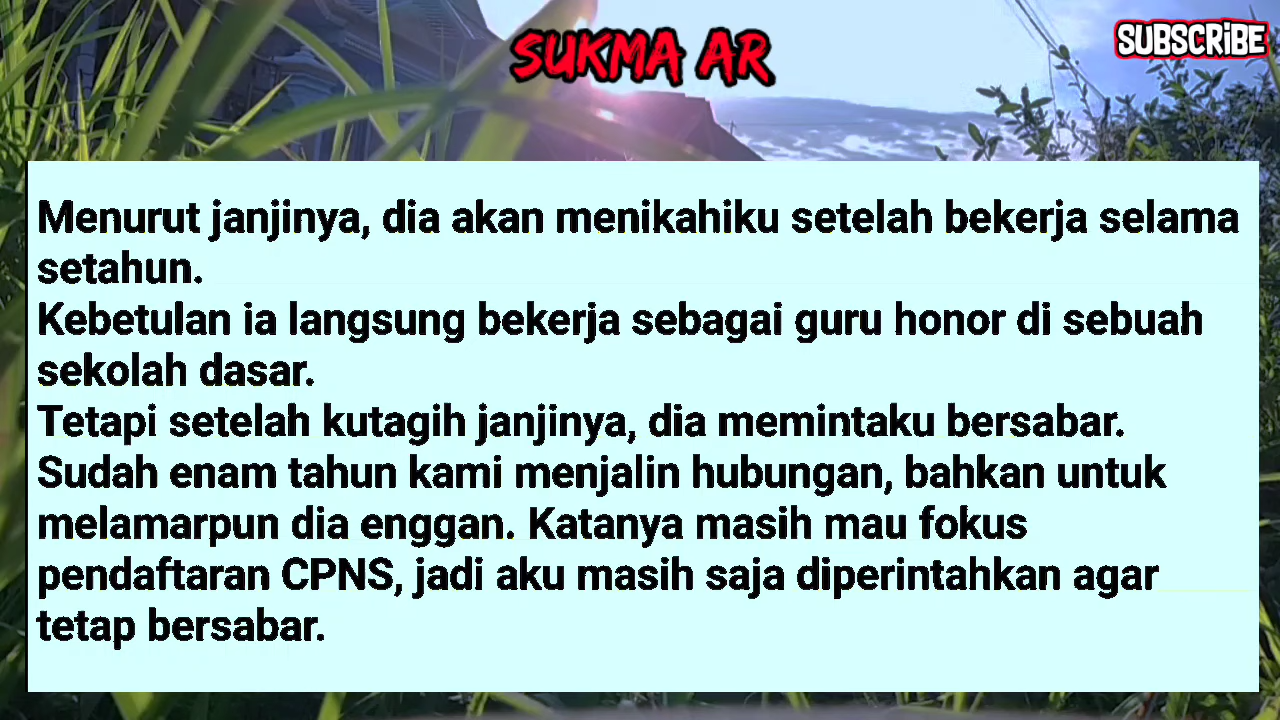 SUKMA AR
SUBSCRIBE
Menurut janjinya, dia akan menikahiku setelah bekerja selama
setahun.
Kebetulan ia langsung bekerja sebagai guru honor di sebuah
sekolah dasar.
Tetapi setelah kutagih janjinya, dia memintaku bersabar.
Sudah enam tahun kami menjalin hubungan, bahkan untuk
melamarpun dia enggan. Katanya masih mau fokus
pendaftaran CPNS, jadi aku masih saja diperintahkan agar
tetap bersabar.